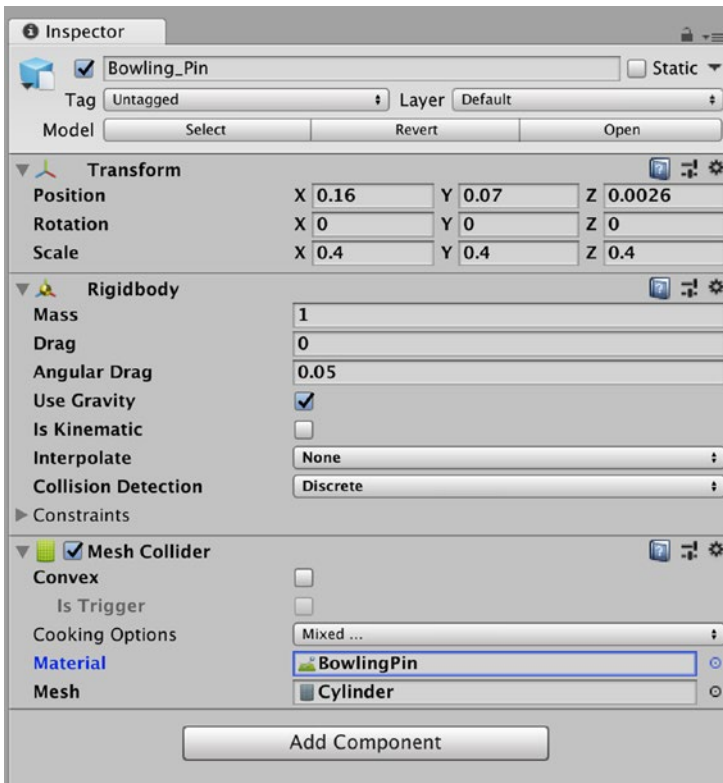 Inspector
Bowling_Pin Static
Tag Untagged Layer Default
Model Select Revert Open
Transform
Position X 0.16 Y 0.07 Z 0.0026
Rotation X 0 Y 0 Z 0
Scale X 0.4 Y 0.4 Z 0.4
Rigidbody
Mass 1
Drag 0
Angular Drag 0.05
Use Gravity
Is Kinematic
Interpolate None
Collision Detection Discrete
Constraints
Mesh Collider
Convex
Is Trigger
Cooking Options Mixed ...
Material BowlingPin
Mesh Cylinder
Add Component